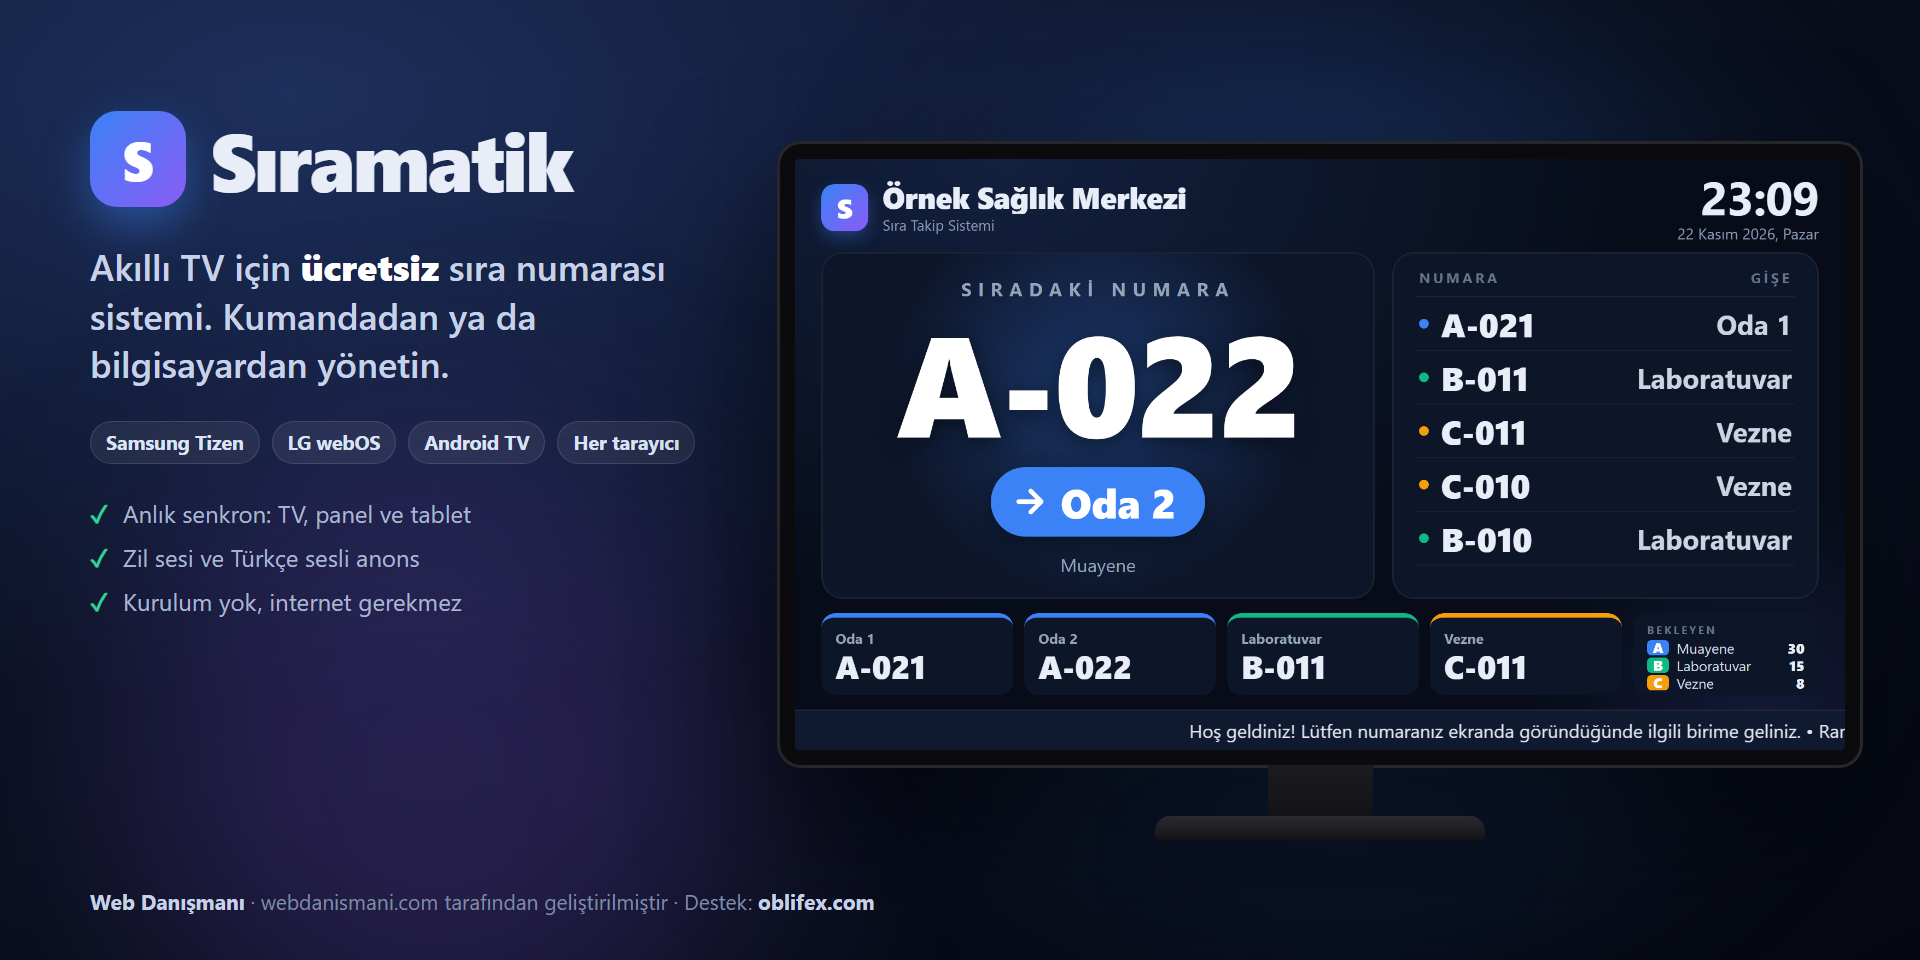 S
Sıramatik
Akıllı TV için ücretsiz sıra numarası
sistemi. Kumandadan ya da
bilgisayardan yönetin.
Samsung Tizen
LG webOS
Android TV
Her tarayıcı
✓ Anlık senkron: TV, panel ve tablet
✓ Zil sesi ve Türkçe sesli anons
✓ Kurulum yok, internet gerekmez
S
Örnek Sağlık Merkezi
Sıra Takip Sistemi
23:09
22 Kasım 2026, Pazar
SIRADAKİ NUMARA
A-022
→ Oda 2
Muayene
NUMARA GİŞE
A-021 Oda 1
B-011 Laboratuvar
C-011 Vezne
C-010 Vezne
B-010 Laboratuvar
Oda 1
A-021
Oda 2
A-022
Laboratuvar
B-011
Vezne
C-011
BEKLEYEN
A Muayene 30
B Laboratuvar 15
C Vezne 8
Hoş geldiniz! Lütfen numaranız ekranda göründüğünde ilgili birime geliniz. • Ran
Web Danışmanı · webdanismani.com tarafından geliştirilmiştir · Destek: oblifex.com